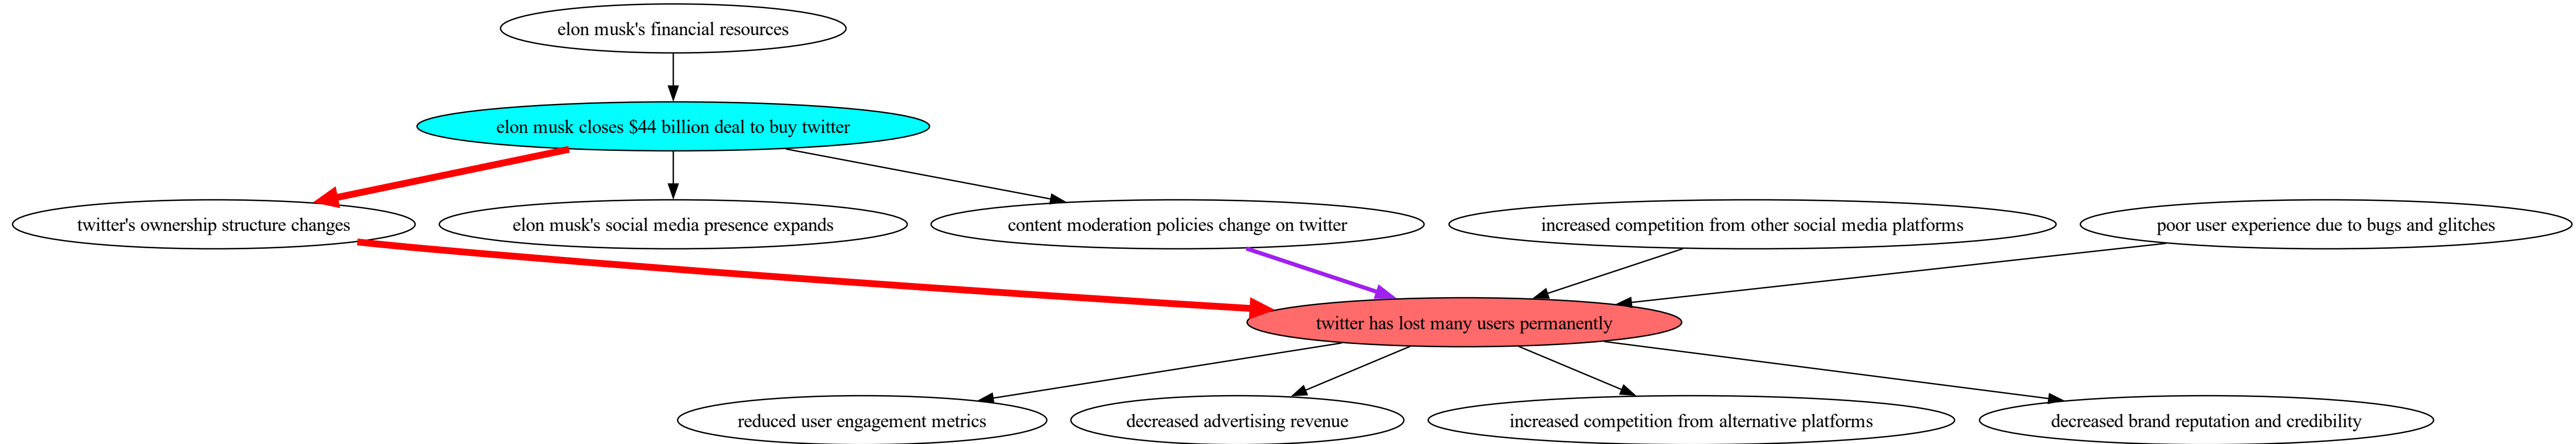 elon musk's financial resources
elon musk closes $44 billion deal to buy twitter
twitter's ownership structure changes
elon musk's social media presence expands
content moderation policies change on twitter
increased competition from other social media platforms
poor user experience due to bugs and glitches
twitter has lost many users permanently
reduced user engagement metrics
decreased advertising revenue
increased competition from alternative platforms
decreased brand reputation and credibility